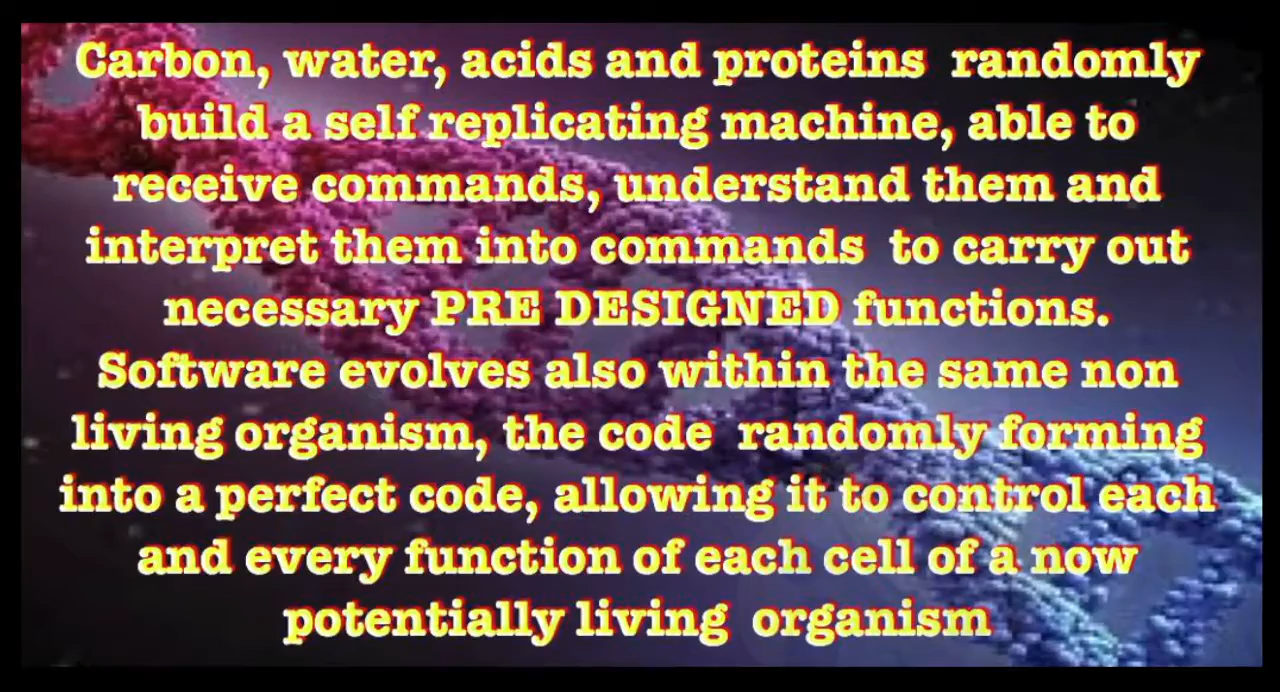 Carbon, water, acids and proteins randomly
build a self replicating machine, able to
receive commands, understand them and
interpret them into commands to carry out
necessary PRE DESIGNED functions.
Software evolves also within the same non
living organism, the code randomly forming
into a perfect code, allowing it to control each
and every function of each cell of a now
potentially living organism